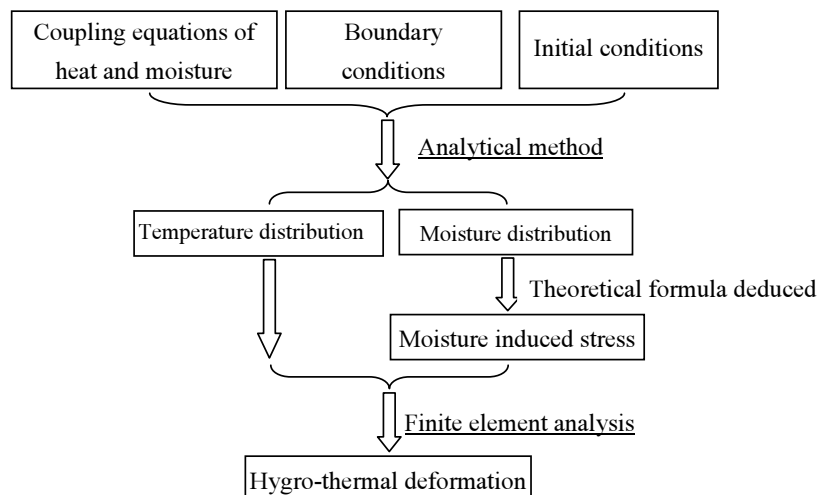 Coupling equations of
heat and moisture
Boundary
conditions
Initial conditions
Analytical method
Temperature distribution
Moisture distribution
Theoretical formula deduced
Moisture induced stress
Finite element analysis
Hygro-thermal deformation